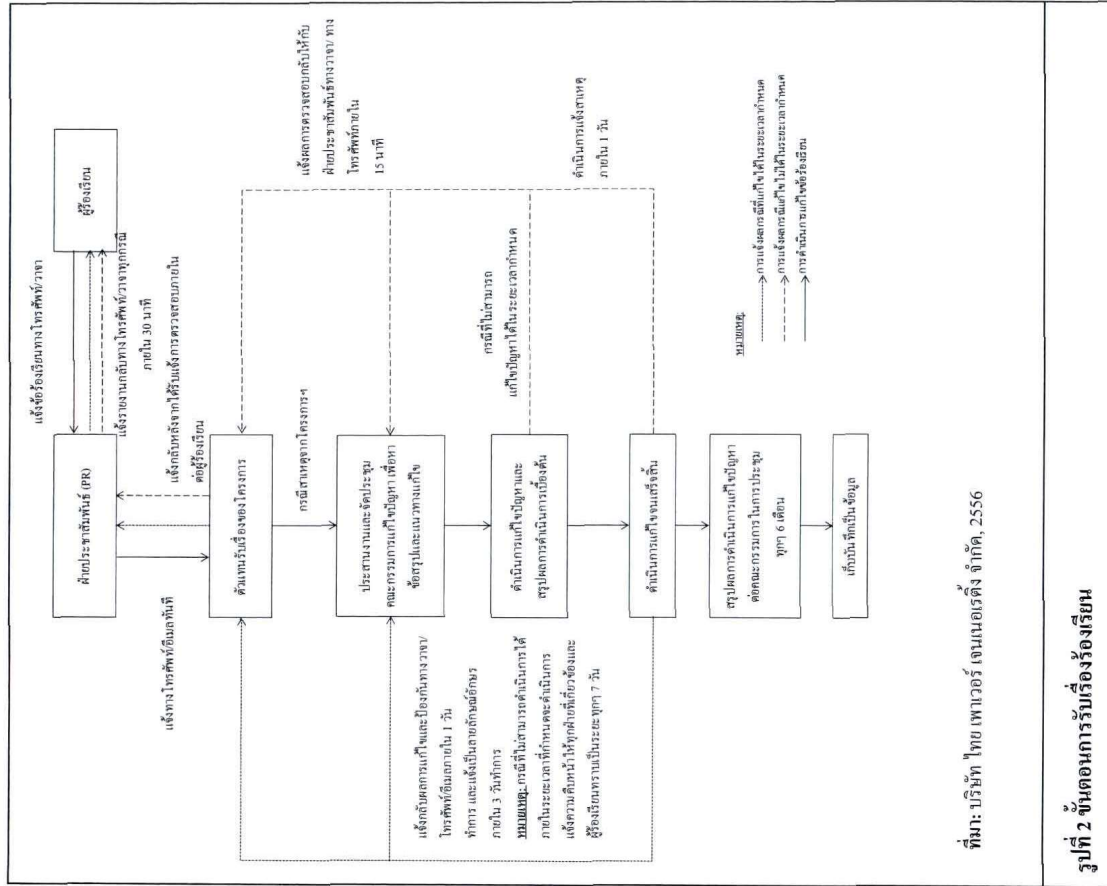 ผู้ร้องเรียน
แจ้งข้อร้องเรียนทางโทรศัพท์/วาจา
แจ้งรายงานกลับทางโทรศัพท์/วาจาทุกกรณี
ภายใน 30 นาที
ฝ่ายประชาสัมพันธ์ (PR)
แจ้งกลับหลังจากได้รับแจ้งการตรวจสอบภายใน
ต่อผู้ร้องเรียน
แจ้งทางโทรศัพท์/อีเมลทันที
ตัวแทนรับเรื่องของโครงการ
แจ้งผลการตรวจสอบกลับให้กับ
ฝ่ายประชาสัมพันธ์ทางวาจา/ ทาง
โทรศัพท์ภายใน
15 นาที
กรณีสาเหตุจากโครงการฯ
ประสานงานและจัดประชุม
คณะกรรมการแก้ไขปัญหา เพื่อหา
ข้อสรุปและแนวทางแก้ไข
กรณีที่ไม่สามารถ
แก้ไขปัญหาได้ในระยะเวลากำหนด
ดำเนินการแจ้งสาเหตุ
ภายใน 1 วัน
ดำเนินการแก้ไขปัญหาและ
สรุปผลการดำเนินการเบื้องต้น
แจ้งกลับผลการแก้ไขและป้องกันทางวาจา/
โทรศัพท์/อีเมลภายใน 1 วัน
ทำการ และแจ้งเป็นลายลักษณ์อักษร
ภายใน 3 วันทำการ
หมายเหตุ: กรณีที่ไม่สามารถดำเนินการได้
ภายในระยะเวลาที่กำหนดจะดำเนินการ
แจ้งความคืบหน้าให้ทุกฝ่ายที่เกี่ยวข้องและ
ผู้ร้องเรียนทราบเป็นระยะทุกๆ 7 วัน
ดำเนินการแก้ไขจนเสร็จสิ้น
สรุปผลการดำเนินการแก้ไขปัญหา
ต่อคณะกรรมการ ในการประชุม
ทุกๆ 6 เดือน
เก็บบันทึกเป็นข้อมูล
หมายเหตุ:
การแจ้งผลกรณีที่แก้ไขได้ในระยะเวลากำหนด
การแจ้งผลกรณีแก้ไขไม่ได้ในระยะเวลากำหนด
การดำเนินการแก้ไขข้อร้องเรียน
ที่มา: บริษัท ไทย เพาเวอร์ เจนเนอเรติ้ง จำกัด, 2556
รูปที่ 2 ขั้นตอนการรับเรื่องร้องเรียน